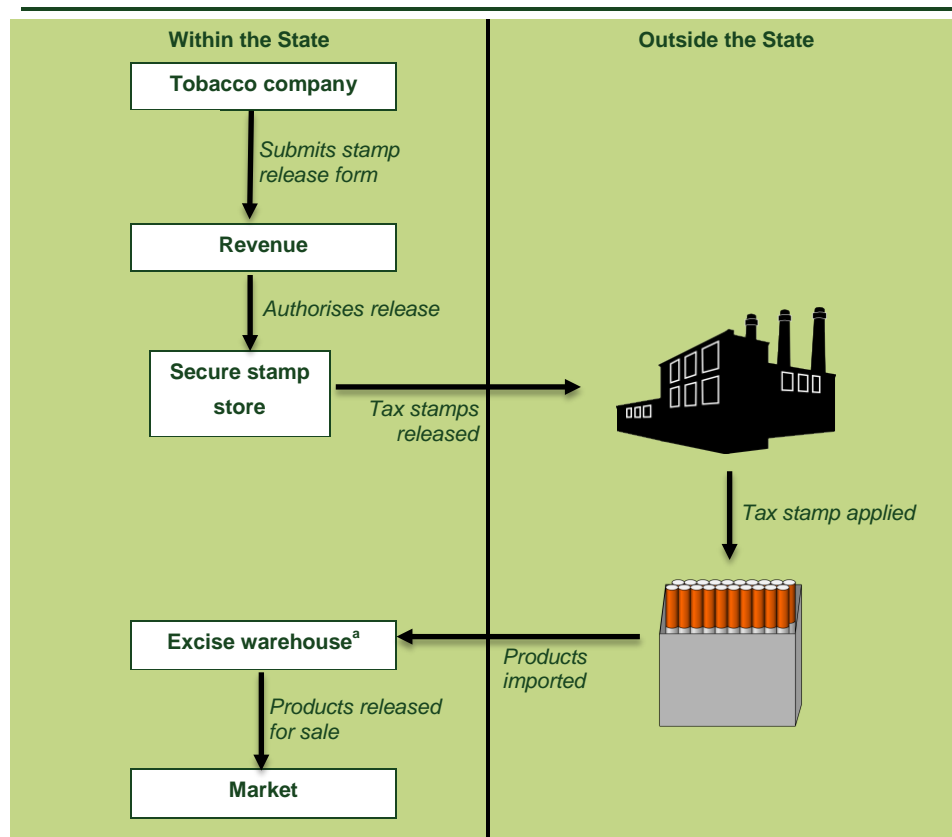 Within the State
Outside the State
Tobacco company
Submits stamp
release form
Revenue
Authorises release
Secure stamp
store
Tax stamps
released
Tax stamp applied
Excise warehouseᵃ
Products
imported
Products released
for sale
Market